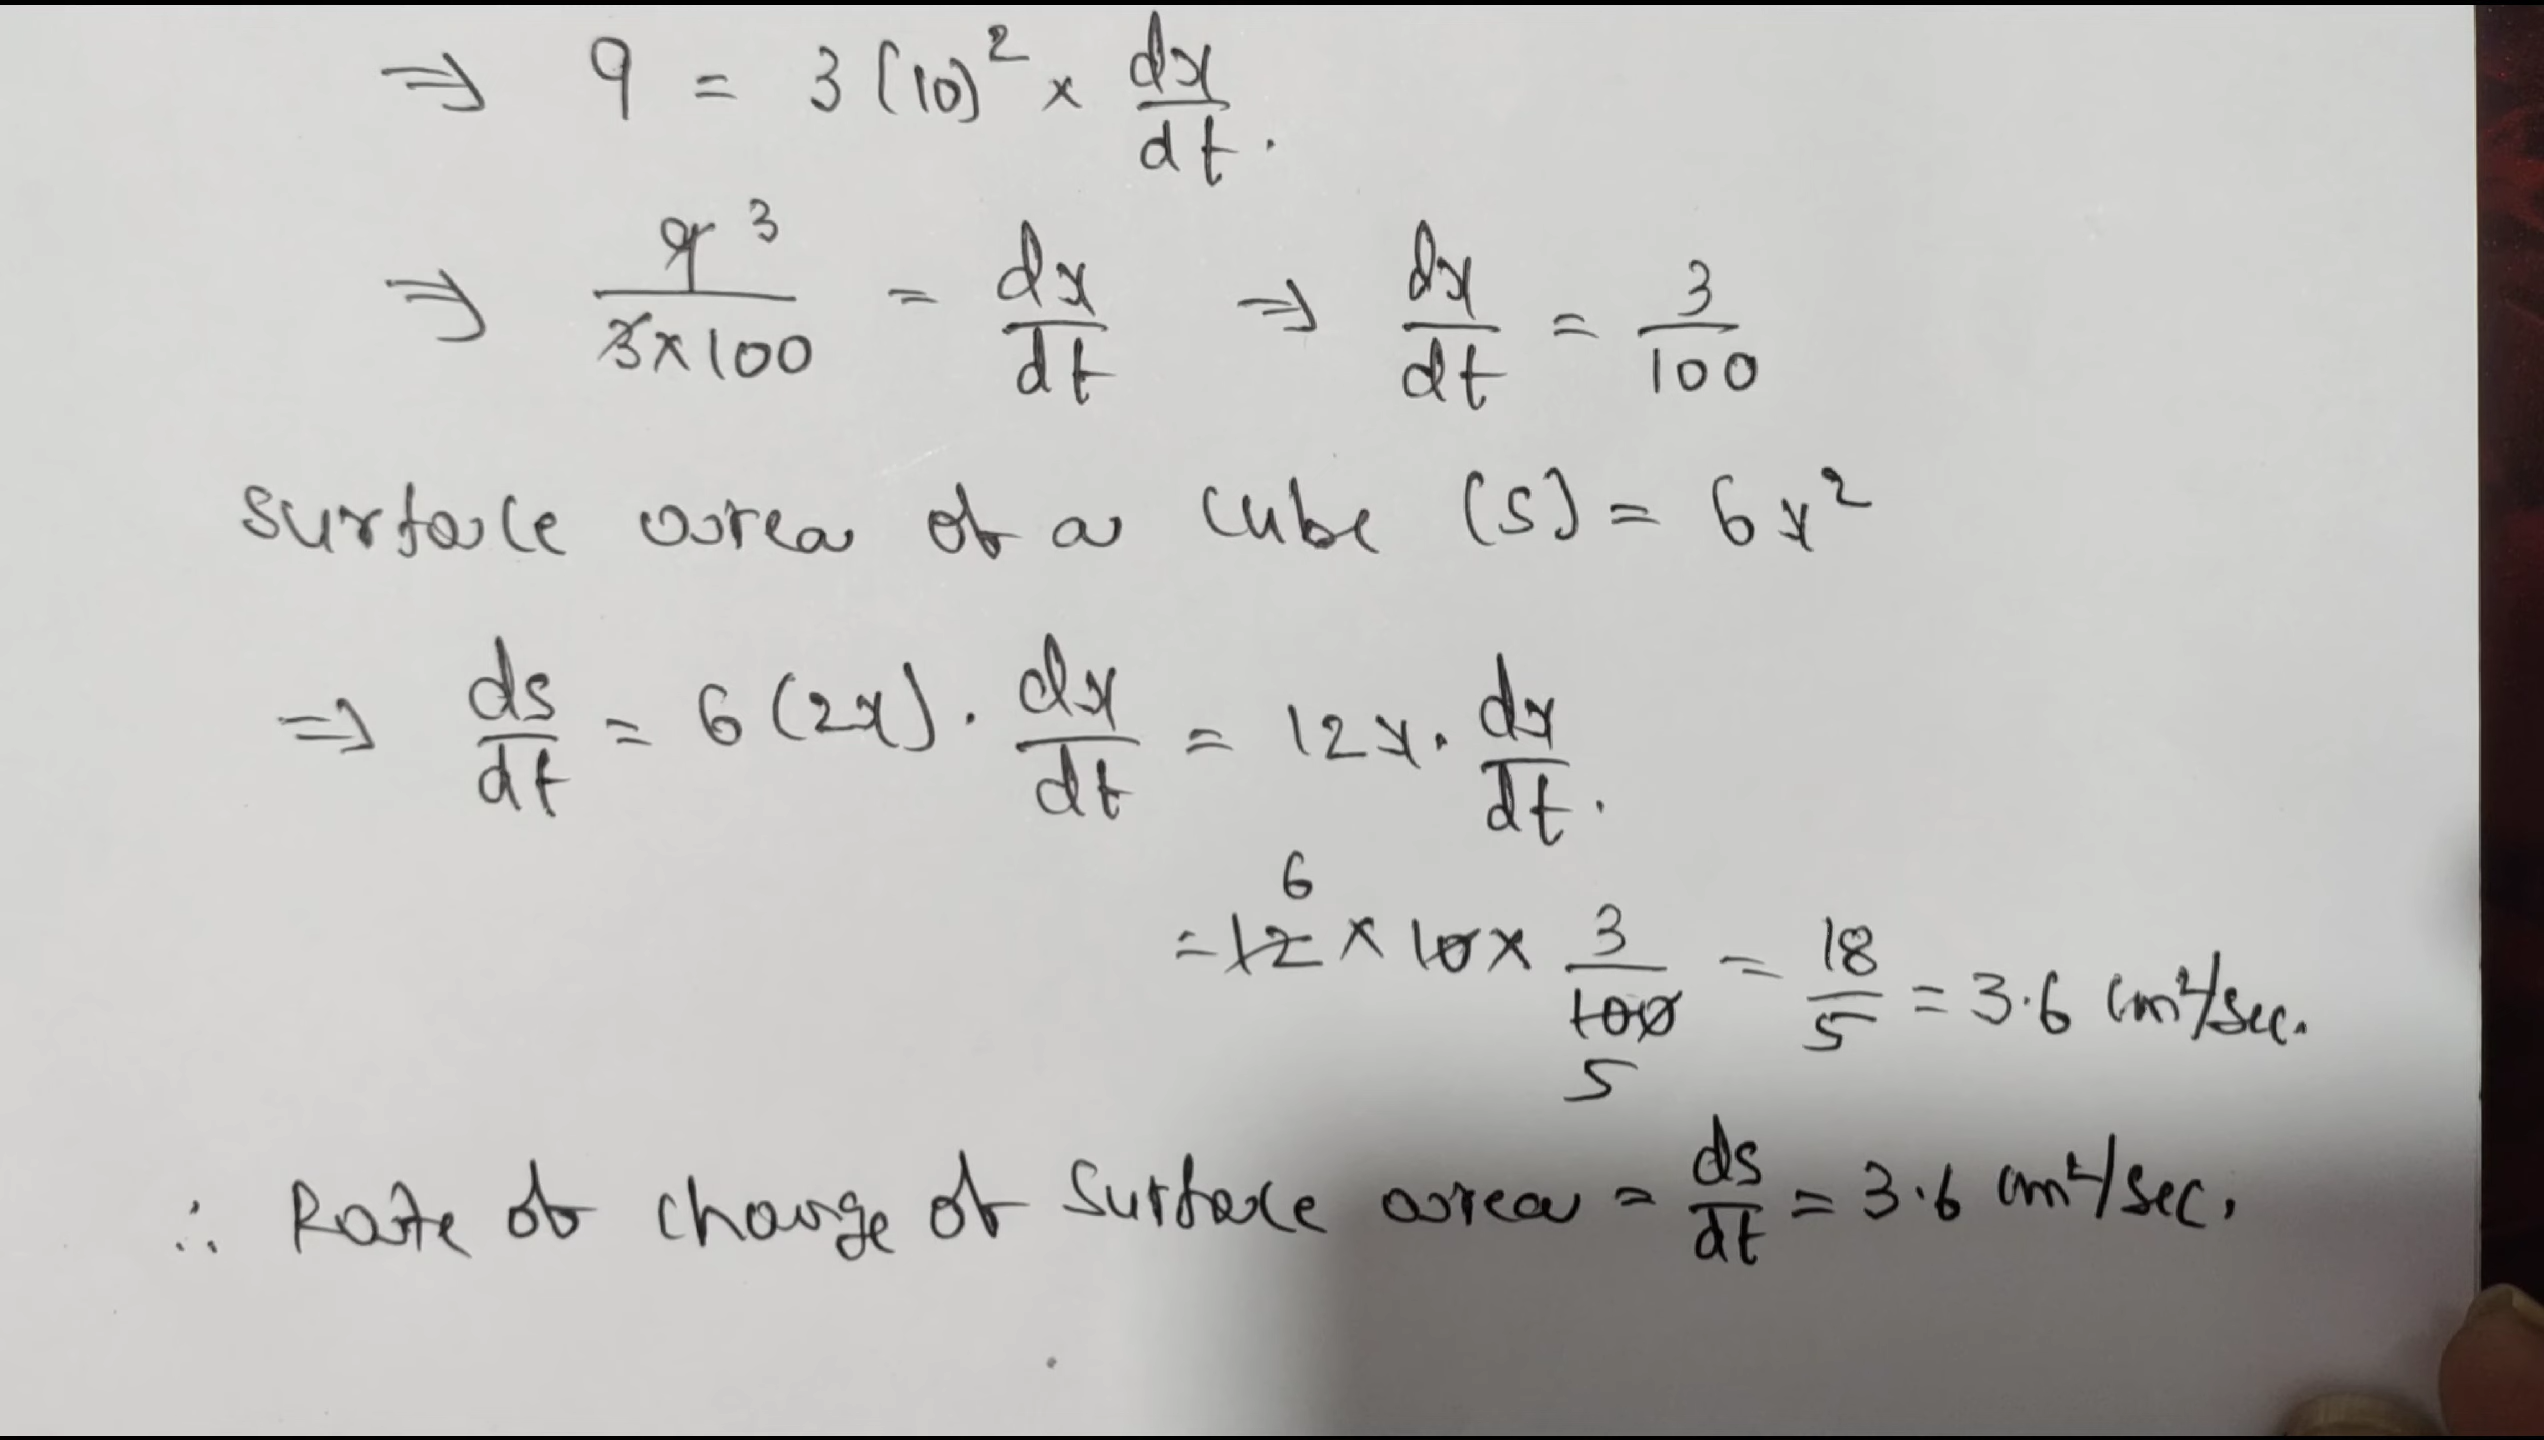 ⇒ 9 = 3(10)² × dx/dt.
⇒ 9 3/3×100 = dx/dt ⇒ dx/dt = 3/100
Surface area of a cube (S) = 6x²
⇒ ds/dt = 6(2x). dx/dt = 12x. dx/dt.
= 12 6 × 10 × 3/100 5 = 18/5 = 3.6 cm²/sec.
∴ Rate of change of Surface area = ds/dt = 3.6 cm²/sec.